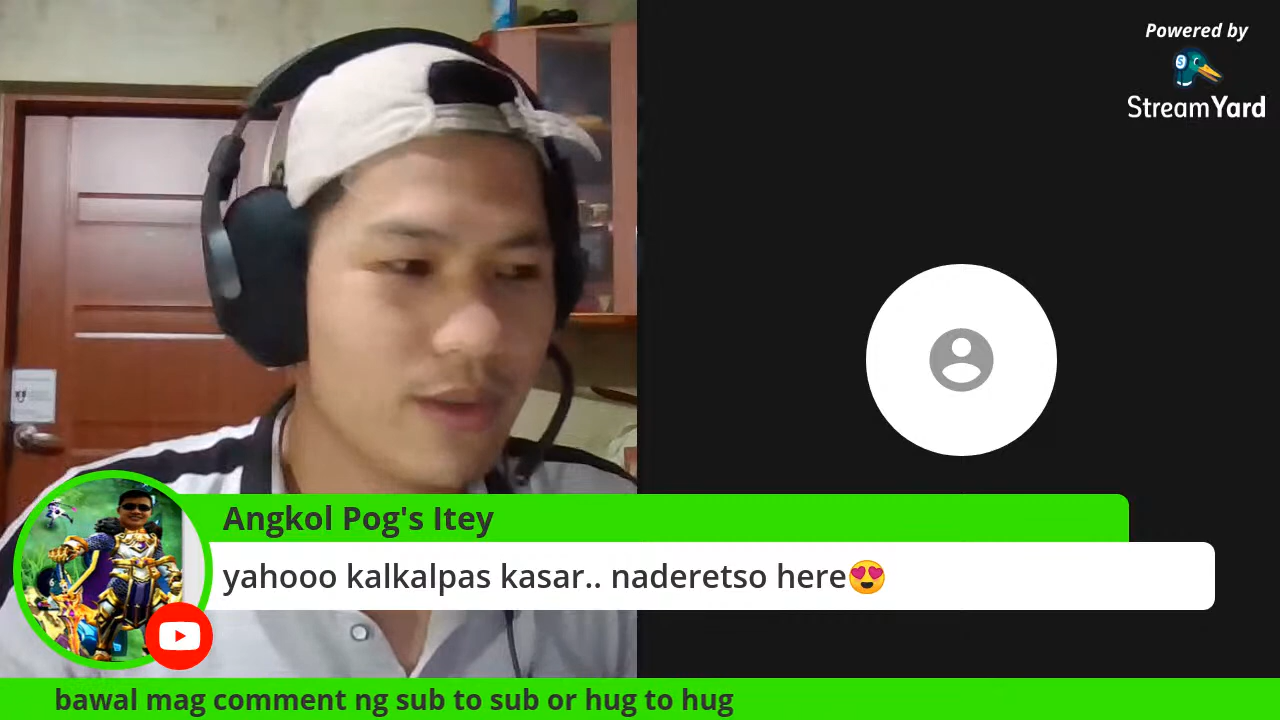 Powered by
StreamYard
Angkol Pog's Itey
yahooo kalkalpas kasar.. naderetso here😍
bawal mag comment ng sub to sub or hug to hug